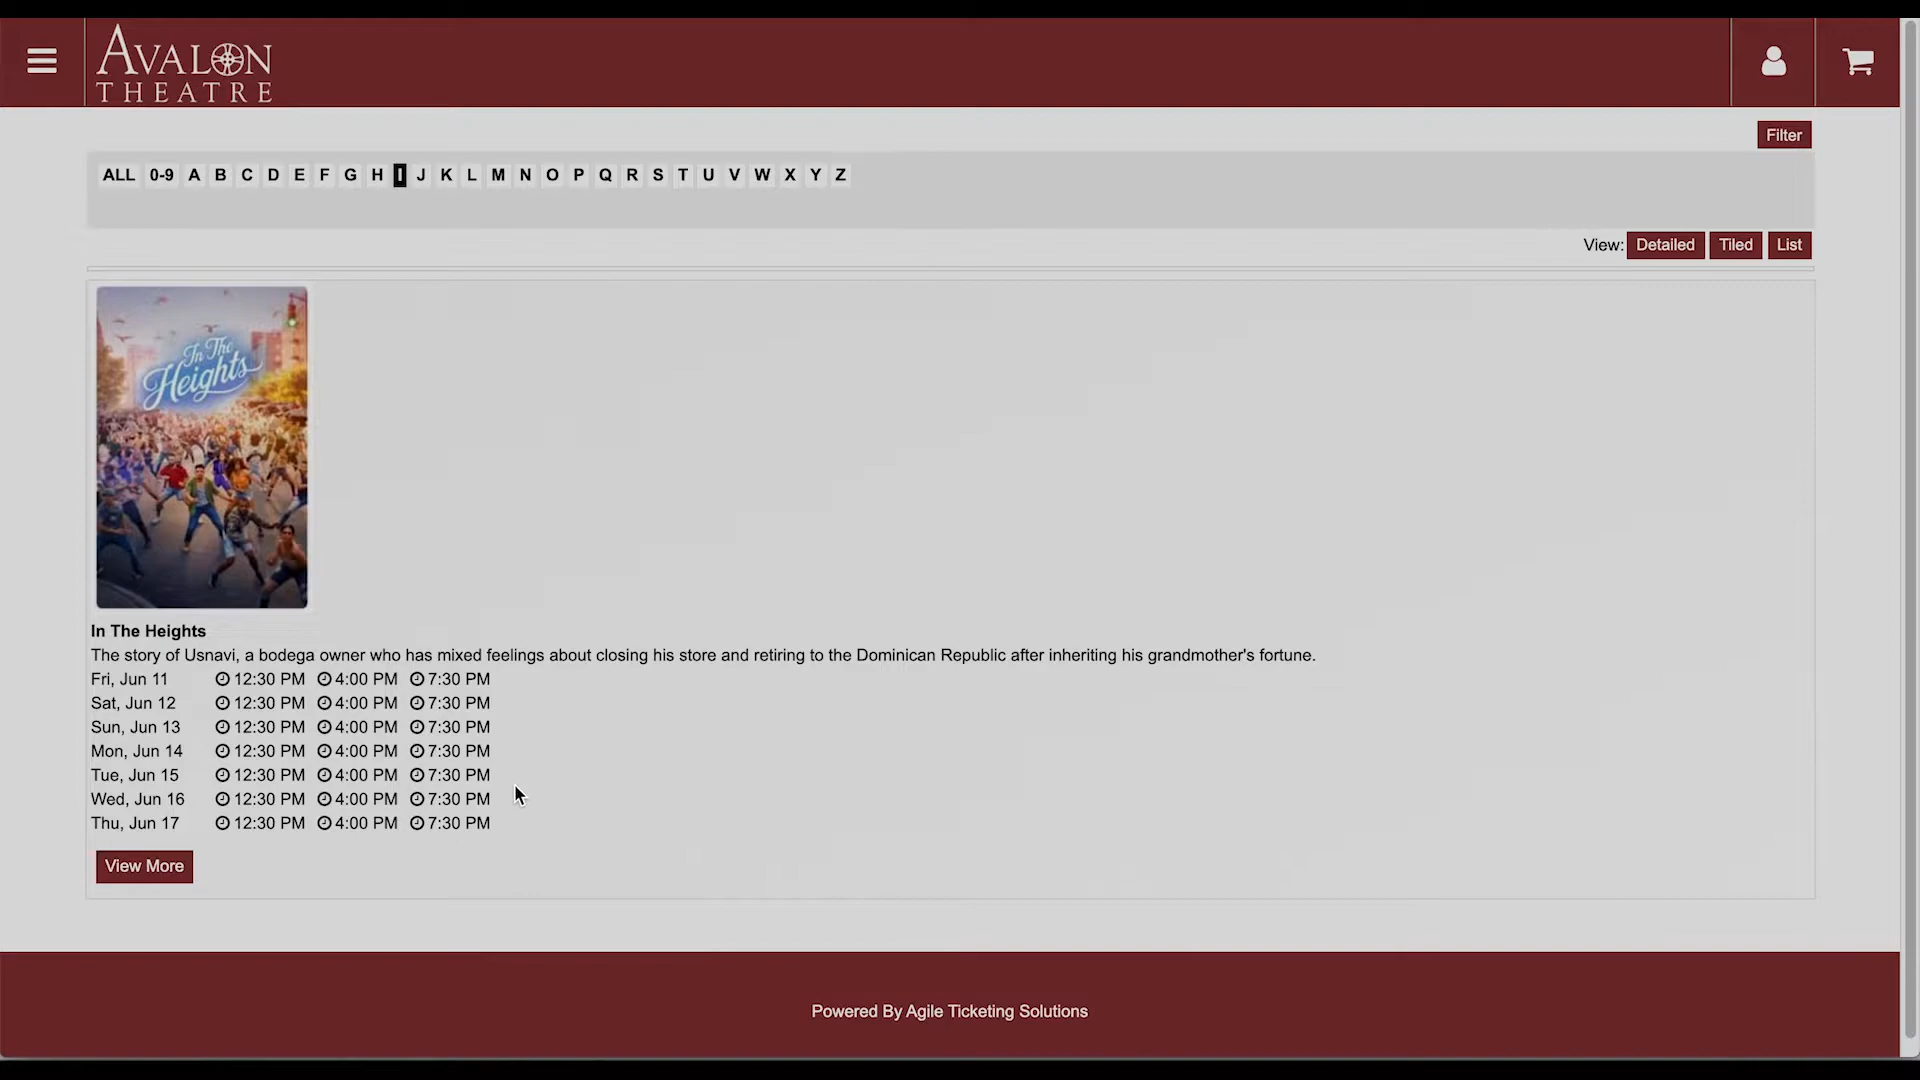 AVALON
THEATRE
Filter
ALL 0-9 A B C D E F G H I J K L M N O P Q R S T U V W X Y Z
View: Detailed Tiled List
In The
Heights
In The Heights
The story of Usnavi, a bodega owner who has mixed feelings about closing his store and retiring to the Dominican Republic after inheriting his grandmother's fortune.
Fri, Jun 11 12:30 PM 4:00 PM 7:30 PM
Sat, Jun 12 12:30 PM 4:00 PM 7:30 PM
Sun, Jun 13 12:30 PM 4:00 PM 7:30 PM
Mon, Jun 14 12:30 PM 4:00 PM 7:30 PM
Tue, Jun 15 12:30 PM 4:00 PM 7:30 PM
Wed, Jun 16 12:30 PM 4:00 PM 7:30 PM
Thu, Jun 17 12:30 PM 4:00 PM 7:30 PM
View More
Powered By Agile Ticketing Solutions